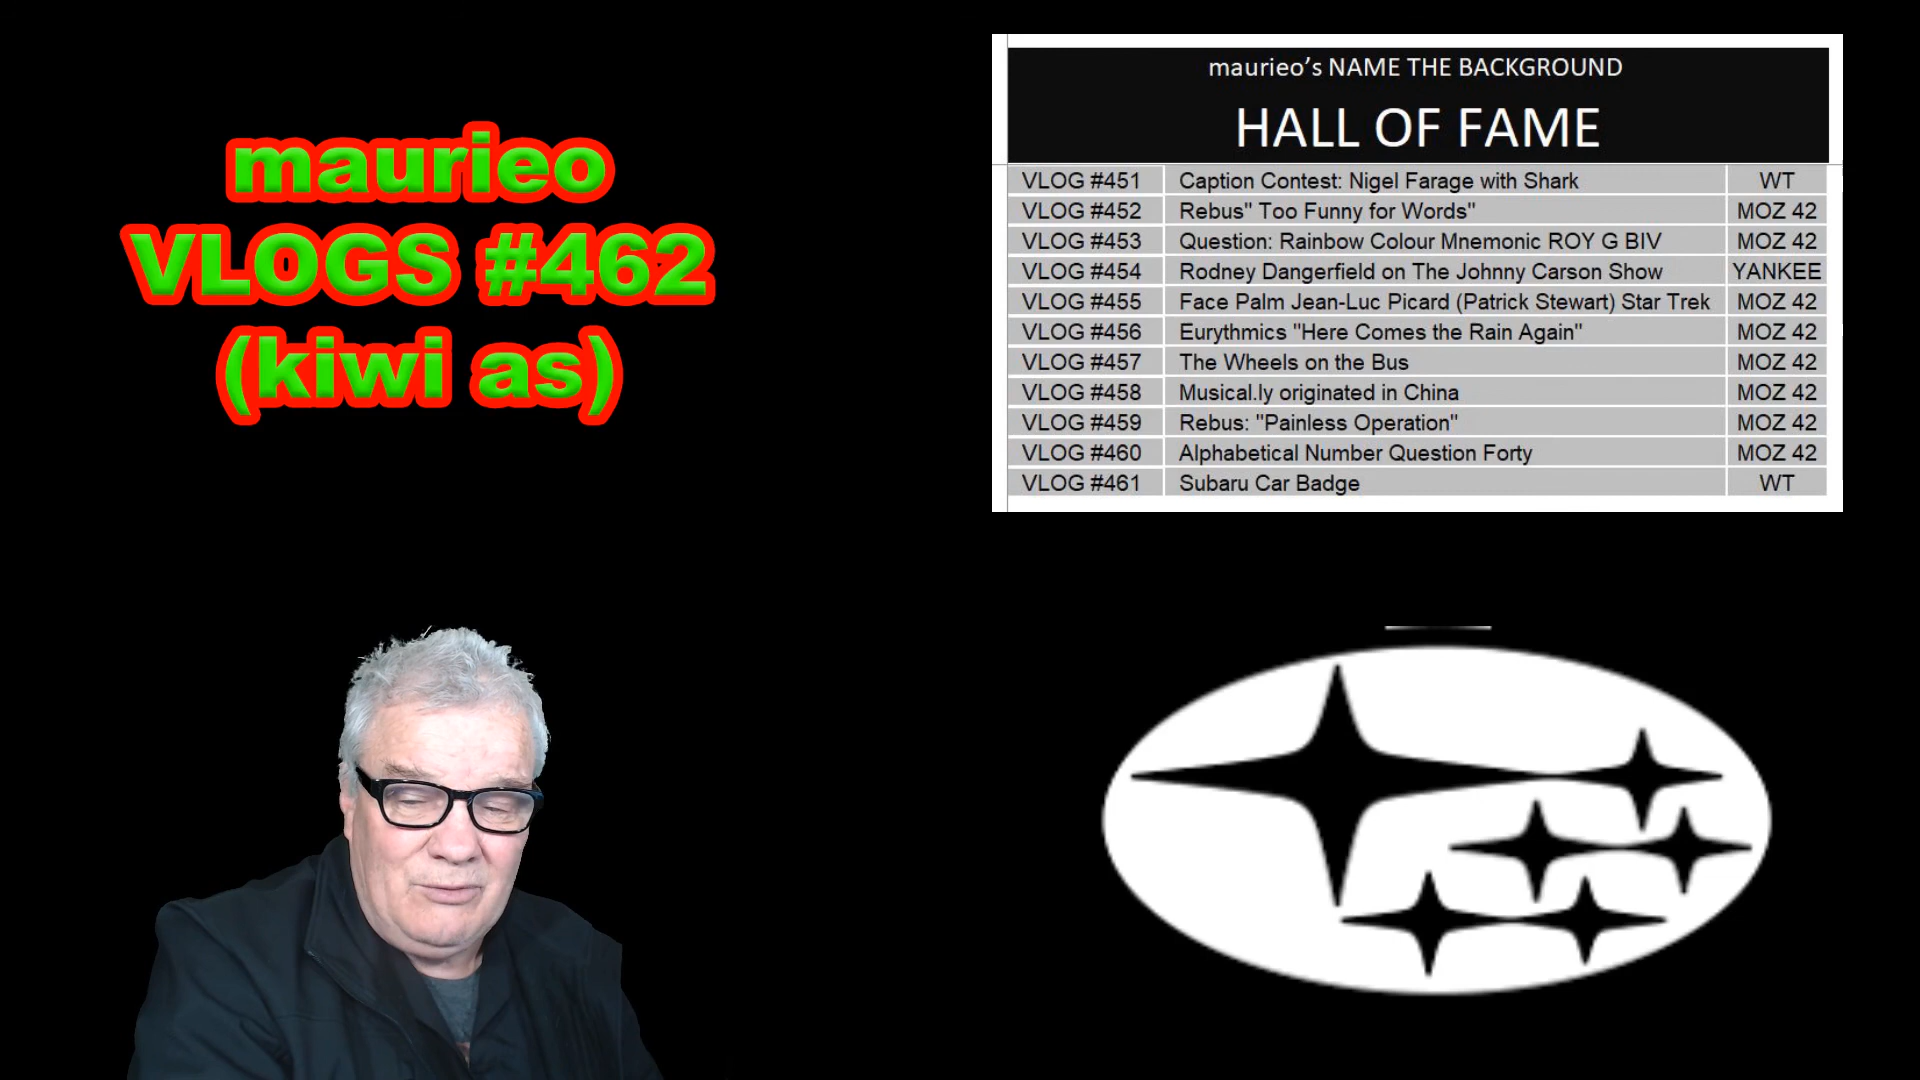 maurieo
VLOGS #462
(kiwi as)
maurieo’s NAME THE BACKGROUND
HALL OF FAME
VLOG #451 Caption Contest: Nigel Farage with Shark WT
VLOG #452 Rebus" Too Funny for Words" MOZ 42
VLOG #453 Question: Rainbow Colour Mnemonic ROY G BIV MOZ 42
VLOG #454 Rodney Dangerfield on The Johnny Carson Show YANKEE
VLOG #455 Face Palm Jean-Luc Picard (Patrick Stewart) Star Trek MOZ 42
VLOG #456 Eurythmics "Here Comes the Rain Again" MOZ 42
VLOG #457 The Wheels on the Bus MOZ 42
VLOG #458 Musical.ly originated in China MOZ 42
VLOG #459 Rebus: "Painless Operation" MOZ 42
VLOG #460 Alphabetical Number Question Forty MOZ 42
VLOG #461 Subaru Car Badge WT